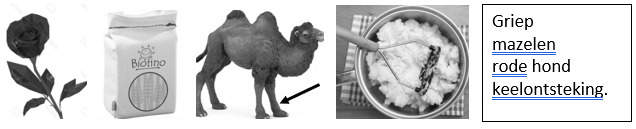 Biofino
Griep
mazelen
rode hond
keelontsteking.